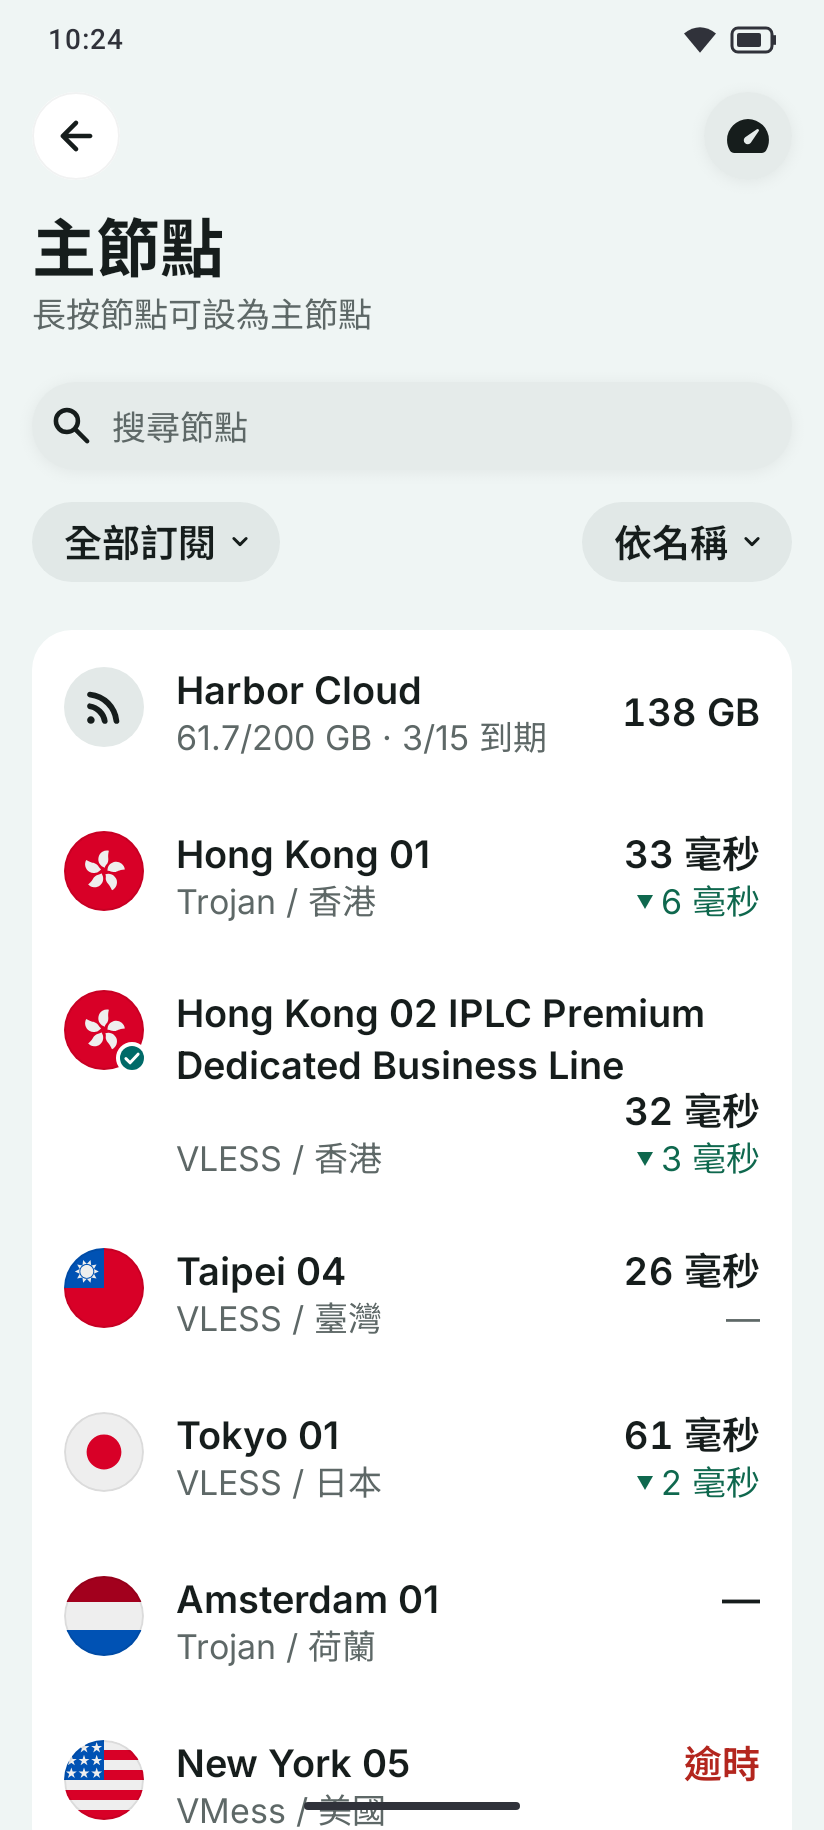 10:24
主節點
長按節點可設為主節點
搜尋節點
全部訂閱
依名稱
Harbor Cloud
61.7/200 GB · 3/15 到期
138 GB
Hong Kong 01
33 毫秒
Trojan / 香港
▼6 毫秒
Hong Kong 02 IPLC Premium
Dedicated Business Line
32 毫秒
VLESS / 香港
▼3 毫秒
Taipei 04
26 毫秒
VLESS / 臺灣
—
Tokyo 01
61 毫秒
VLESS / 日本
▼2 毫秒
Amsterdam 01
—
Trojan / 荷蘭
New York 05
逾時
VMess / 美國